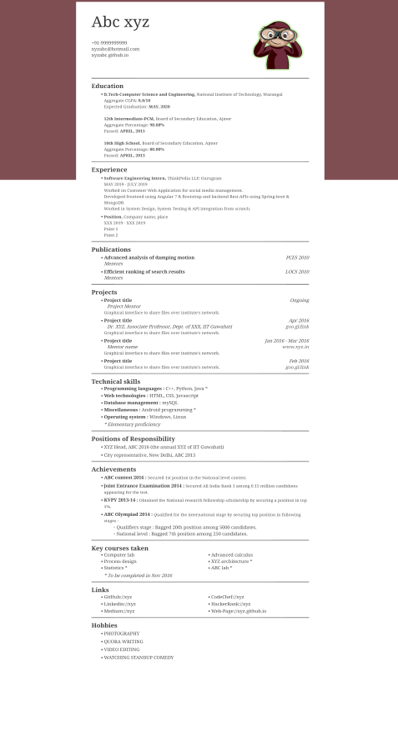 Abc xyz
+91-9999999999
xyzabc@hotmail.com
xyzabc.github.io
Education
• B.Tech Computer Science and Engineering, National Institute of Technology, Warangal
Aggregate CGPA: 8.0/10
Expected Graduation: MAY, 2020
12th Intermediate-PCM, Board of Secondary Education, Ajmer
Aggregate Percentage: 90.00%
Passed: APRIL, 2015
10th High School, Board of Secondary Education, Ajmer
Aggregate Percentage: 80.00%
Passed: APRIL, 2013
Experience
• Software Engineering Intern, ThinkPedia LLP, Gurugram
MAY 2019 - JULY 2019
Worked on Customer Web Application for social media management.
Developed frontend using Angular 7 & Bootstrap and backend Rest APIs using Spring-boot &
MongoDB
Worked in System Design, System Testing & API integration from scratch.
• Position, Company name, place
XXX 2019 - XXX 2019
Point 1
Point 2
Publications
• Advanced analysis of damping motion PCES 2010
Mentors
• Efficient ranking of search results LOCS 2010
Mentors
Projects
• Project title Ongoing
Project Mentor
Graphical interface to share files over institute's network.
• Project title Apr 2016
Dr. XYZ, Associate Professor, Dept. of XXX, IIT Guwahati goo.gl/link
Graphical interface to share files over institute's network.
• Project title Jan 2016 - Mar 2016
Mentor name www.xyz.in
Graphical interface to share files over institute's network.
• Project title Feb 2016
Graphical interface to share files over institute's network. goo.gl/link
Technical skills
• Programming languages : C++, Python, Java *
• Web technologies : HTML, CSS, Javascript
• Database management : mySQL
• Miscellaneous : Android programming *
• Operating system : Windows, Linux
* Elementary proficiency
Positions of Responsibility
• XYZ Head, ABC 2016 (the annual XYZ of IIT Guwahati)
• City representative, New Delhi, ABC 2015
Achievements
• ABC contest 2016 : Secured 1st position in the National level contest.
• Joint Entrance Examination 2014 : Secured All India Rank 1 among 0.15 million candidates
appearing for the test.
• KVPY 2013-14 : Obtained the National research fellowship scholarship by securing a position in top
1%.
• ABC Olympiad 2014 : Qualified for the international stage by securing top position in following
stages :
- Qualifiers stage : Bagged 20th position among 5000 candidates.
- National level : Bagged 7th position among 250 candidates.
Key courses taken
• Computer lab • Advanced calculus
• Process design • XYZ architecture *
• Statistics * • ABC lab *
* To be completed in Nov 2016
Links
• GitHub://xyz • CodeChef://xyz
• LinkedIn://xyz • HackerRank://xyz
• Medium://xyz • Web-Page://xyz.github.io
Hobbies
• PHOTOGRAPHY
• QUORA WRITING
• VIDEO EDITING
• WATCHING STANDUP COMEDY